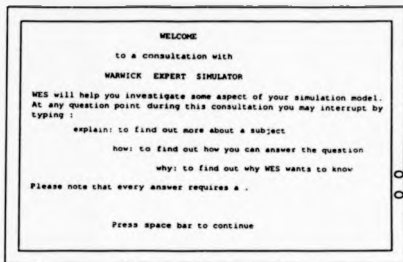 WELCOME
to a consultation with
WARWICK EXPERT SIMULATOR
WES will help you investigate some aspect of your simulation model.
At any question point during this consultation you may interrupt by
typing :
explain: to find out more about a subject
how: to find out how you can answer the question
why: to find out why WES wants to know
Please note that every answer requires a .
Press space bar to continue